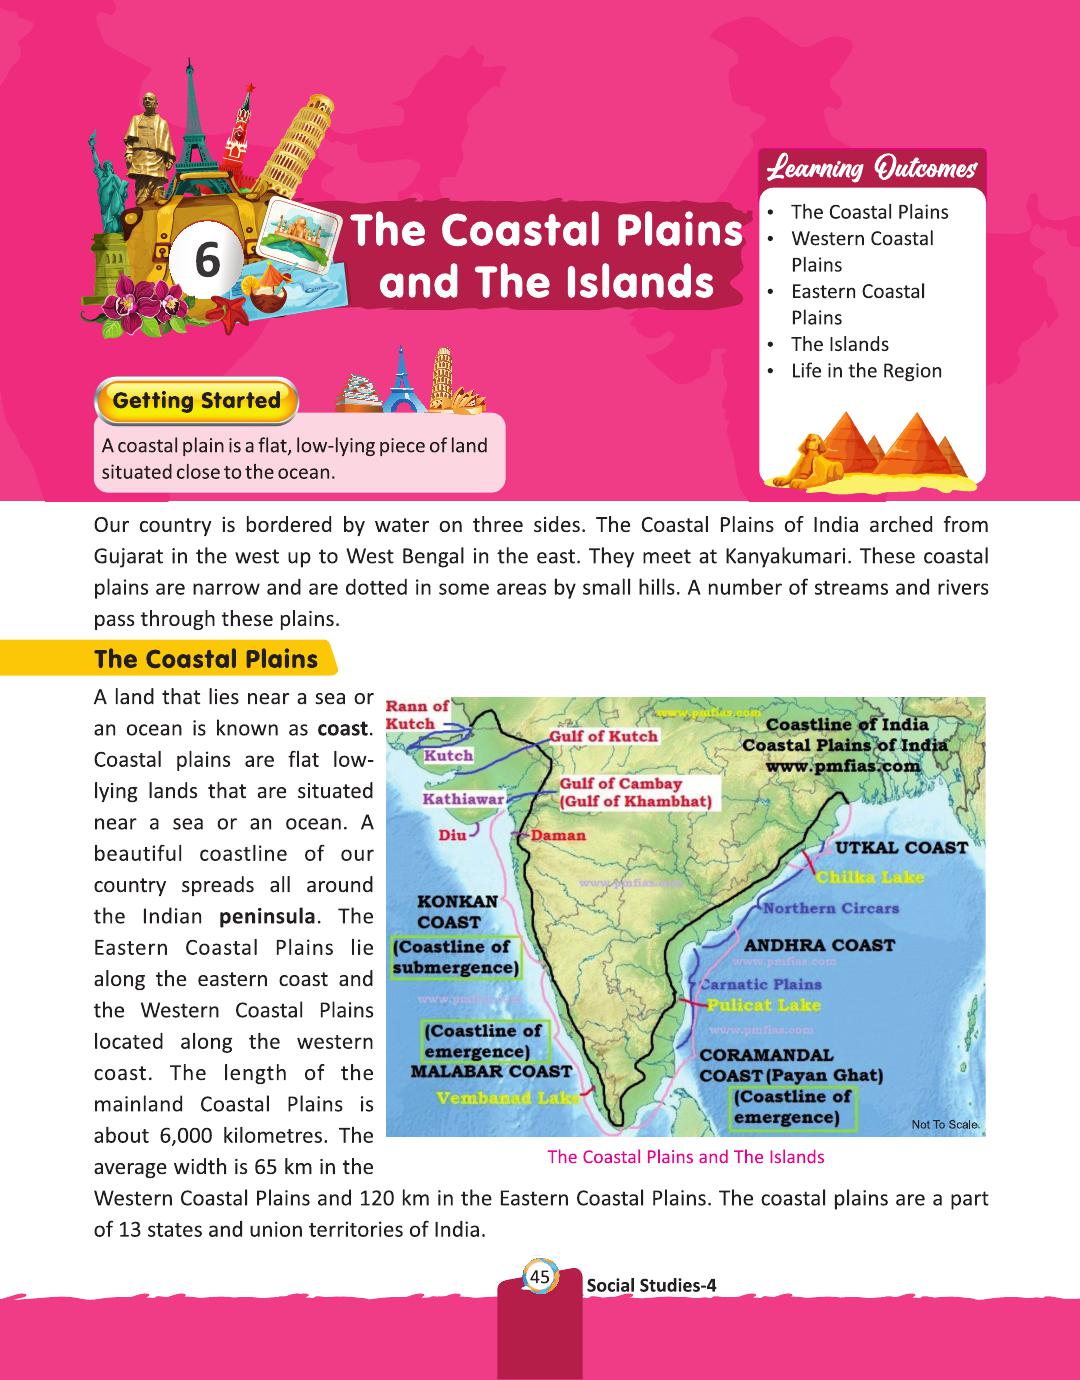 6
The Coastal Plains
and The Islands
Learning Outcomes
• The Coastal Plains
• Western Coastal
Plains
• Eastern Coastal
Plains
• The Islands
• Life in the Region
Getting Started
A coastal plain is a flat, low-lying piece of land
situated close to the ocean.
Our country is bordered by water on three sides. The Coastal Plains of India arched from
Gujarat in the west up to West Bengal in the east. They meet at Kanyakumari. These coastal
plains are narrow and are dotted in some areas by small hills. A number of streams and rivers
pass through these plains.
The Coastal Plains
A land that lies near a sea or
an ocean is known as coast.
Coastal plains are flat low-
lying lands that are situated
near a sea or an ocean. A
beautiful coastline of our
country spreads all around
the Indian peninsula. The
Eastern Coastal Plains lie
along the eastern coast and
the Western Coastal Plains
located along the western
coast. The length of the
mainland Coastal Plains is
about 6,000 kilometres. The
average width is 65 km in the
Western Coastal Plains and 120 km in the Eastern Coastal Plains. The coastal plains are a part
of 13 states and union territories of India.
www.pmfias.com
Coastline of India
Coastal Plains of India
www.pmfias.com
Rann of
Kutch
Kutch
Gulf of Kutch
Gulf of Cambay
(Gulf of Khambhat)
Kathiawar
Diu
Daman
UTKAL COAST
Chilka Lake
www.pmfias.com
KONKAN
COAST
(Coastline of
submergence)
Northern Circars
ANDHRA COAST
www.pmfias.com
Carnatic Plains
Pulicat Lake
www.pmfias.com
www.pmfias.com
(Coastline of
emergence)
MALABAR COAST
Vembanad Lake
CORAMANDAL
COAST (Payan Ghat)
(Coastline of
emergence)
Not To Scale
The Coastal Plains and The Islands
45
Social Studies-4